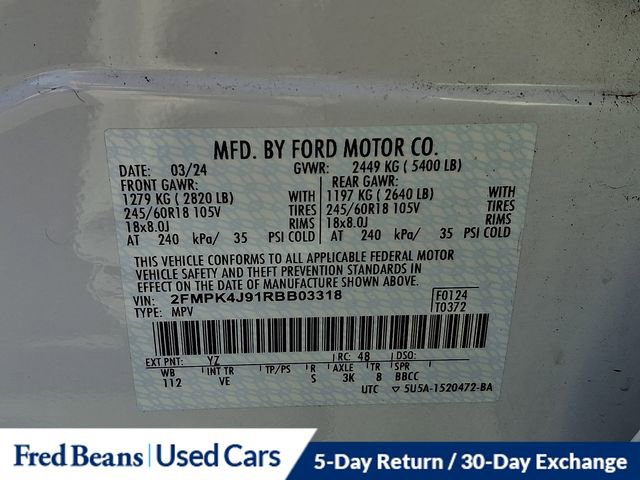 MFD. BY FORD MOTOR CO.
DATE: 03/24 GVWR: 2449 KG ( 5400 LB)
FRONT GAWR: REAR GAWR:
1279 KG ( 2820 LB) WITH 1197 KG ( 2640 LB) WITH
245/60R18 105V TIRES 245/60R18 105V TIRES
18x8.0J RIMS 18x8.0J RIMS
AT 240 kPa/ 35 PSI COLD AT 240 kPa/ 35 PSI COLD
THIS VEHICLE CONFORMS TO ALL APPLICABLE FEDERAL MOTOR
VEHICLE SAFETY AND THEFT PREVENTION STANDARDS IN
EFFECT ON THE DATE OF MANUFACTURE SHOWN ABOVE.
VIN: 2FMPK4J91RBB03318 F0124
TYPE: MPV T0372
EXT PNT: YZ RC: 48 DSO:
WB INT TR TP/PS R AXLE TR SPR
112 VE S 3K 8 BBCC
UTC 5U5A-1520472-BA
Fred Beans Used Cars 5-Day Return / 30-Day Exchange